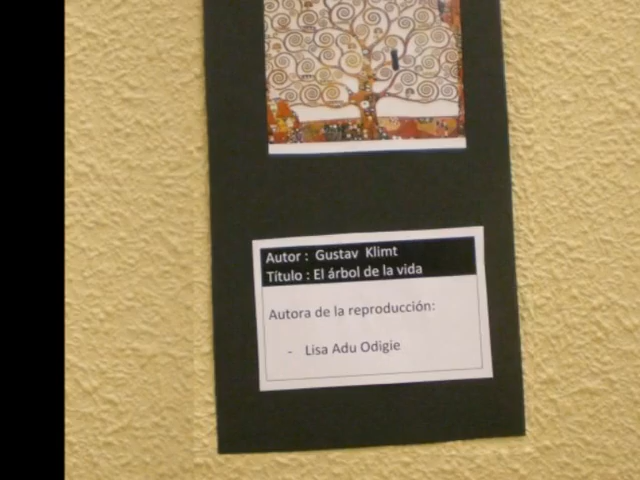 Autor : Gustav Klimt
Título : El árbol de la vida
Autora de la reproducción:
- Lisa Adu Odigie